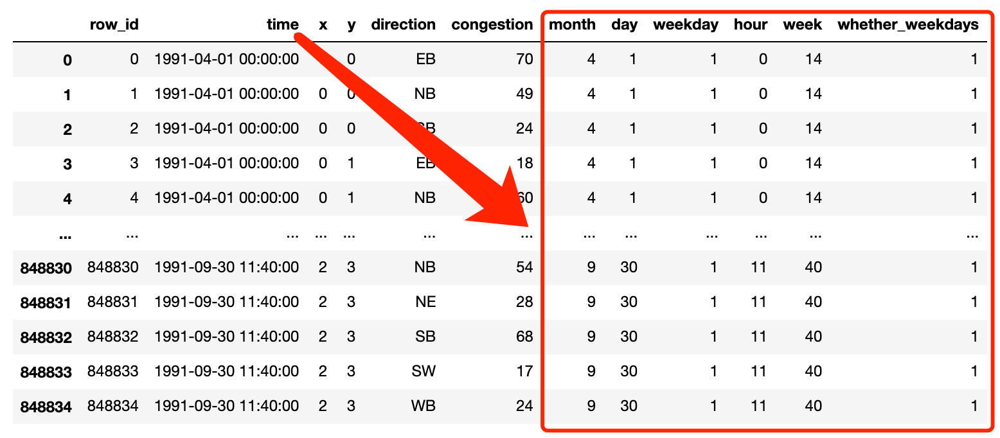 row_id time x y direction congestion month day weekday hour week whether_weekdays
0 0 1991-04-01 00:00:00 0 EB 70 4 1 1 0 14 1
1 1 1991-04-01 00:00:00 0 0 NB 49 4 1 1 0 14 1
2 2 1991-04-01 00:00:00 0 0 SB 24 4 1 1 0 14 1
3 3 1991-04-01 00:00:00 0 1 EB 18 4 1 1 0 14 1
4 4 1991-04-01 00:00:00 0 1 NB 60 4 1 1 0 14 1
... ... ... ... ... ... ... ... ... ... ... ... ...
848830 848830 1991-09-30 11:40:00 2 3 NB 54 9 30 1 11 40 1
848831 848831 1991-09-30 11:40:00 2 3 NE 28 9 30 1 11 40 1
848832 848832 1991-09-30 11:40:00 2 3 SB 68 9 30 1 11 40 1
848833 848833 1991-09-30 11:40:00 2 3 SW 17 9 30 1 11 40 1
848834 848834 1991-09-30 11:40:00 2 3 WB 24 9 30 1 11 40 1